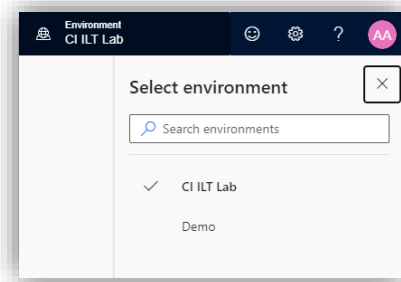 Environment
CI ILT Lab
?
AA
Select environment
Search environments
CI ILT Lab
Demo